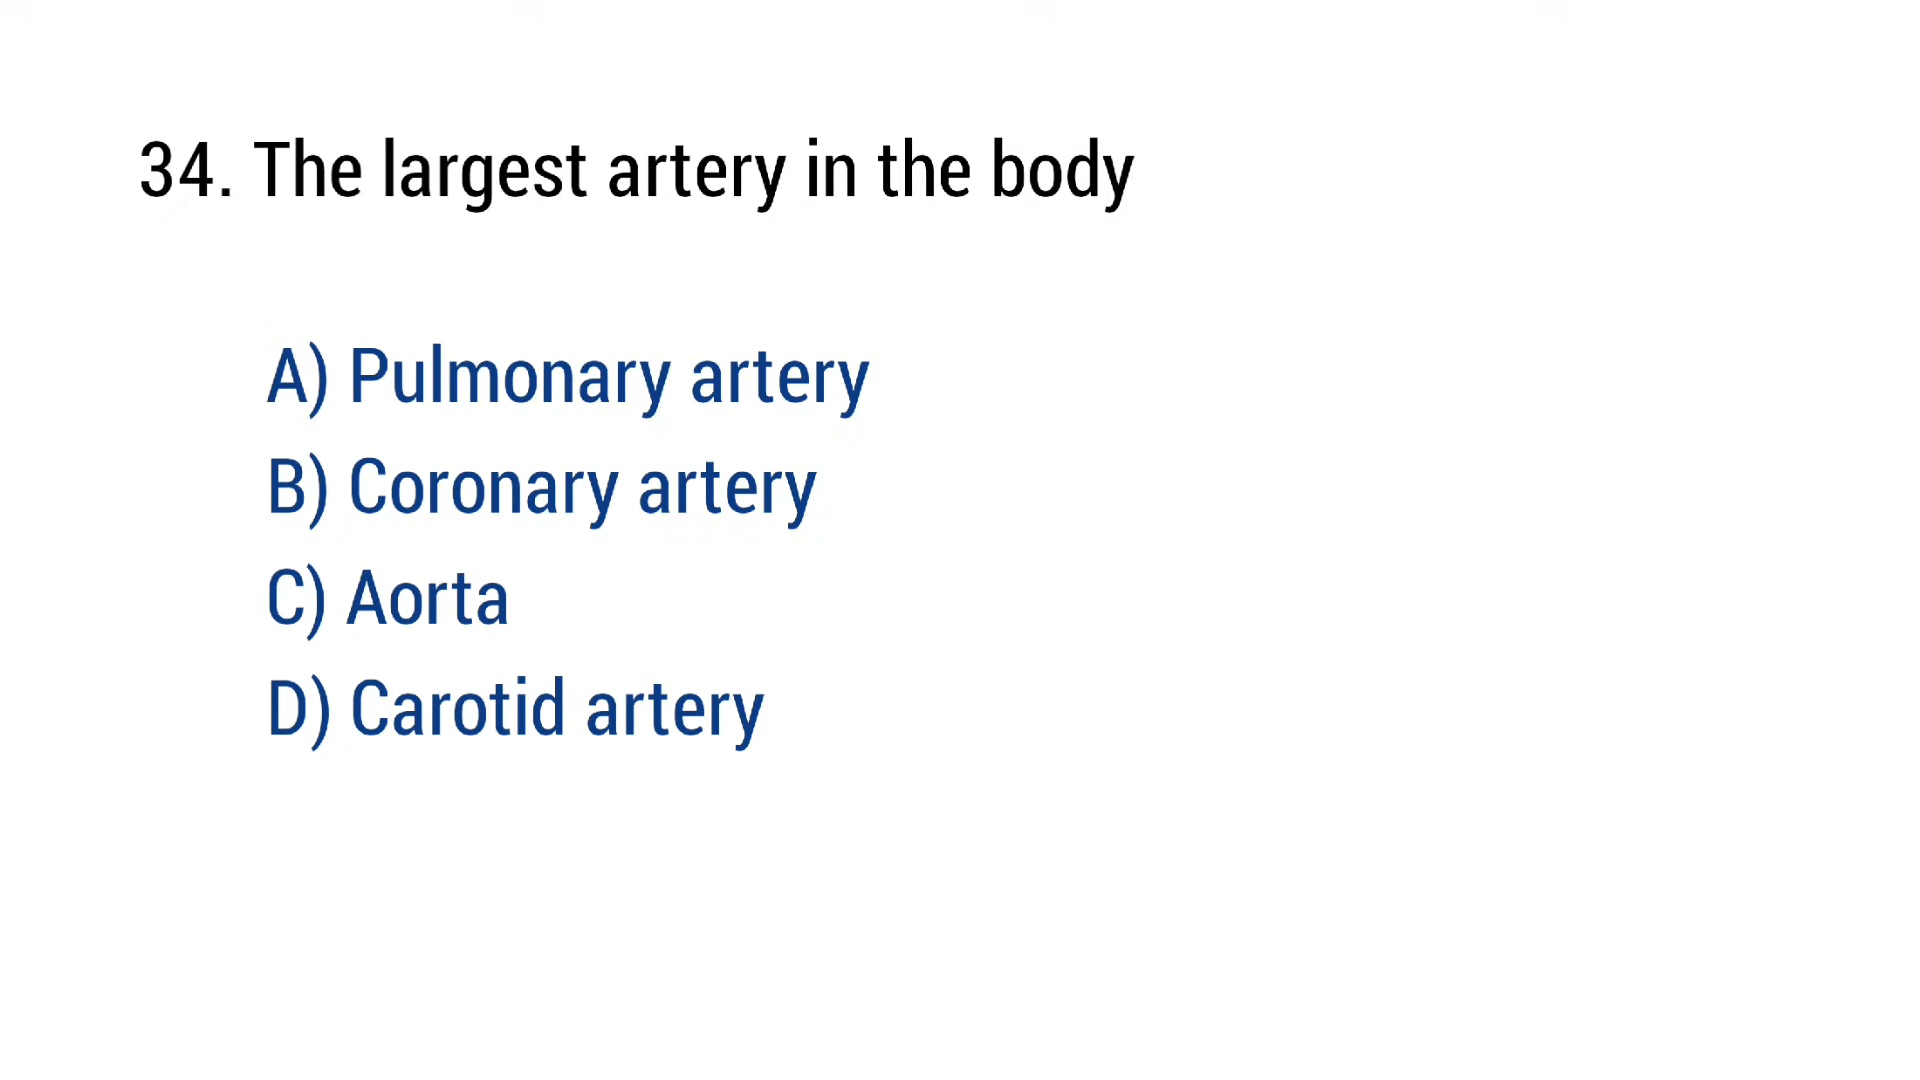 34. The largest artery in the body
A) Pulmonary artery
B) Coronary artery
C) Aorta
D) Carotid artery